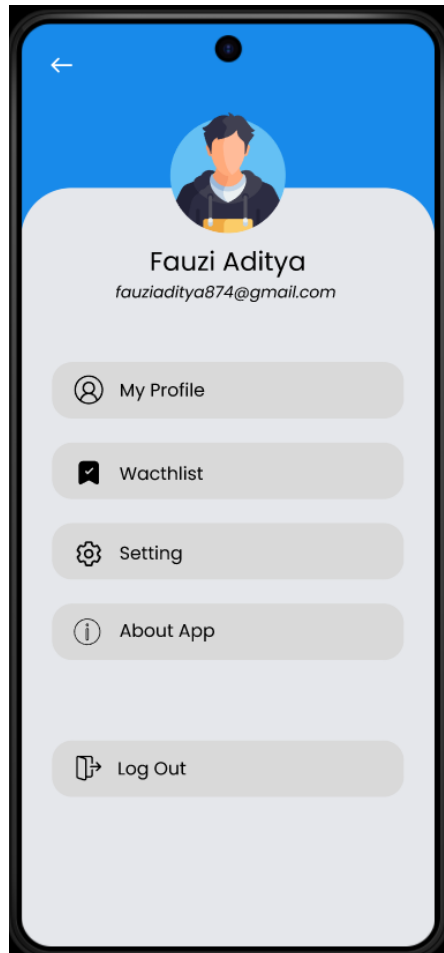 Fauzi Aditya
fauziaditya874@gmail.com
My Profile
Wacthlist
Setting
About App
Log Out